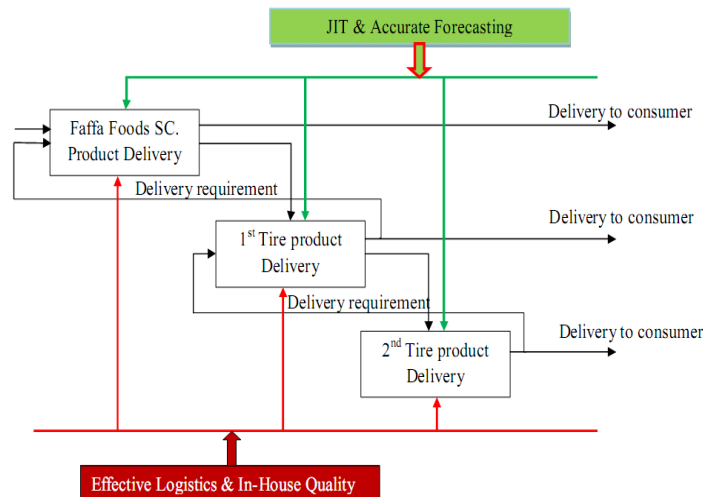 JIT & Accurate Forecasting
Delivery to consumer
Faffa Foods SC.
Product Delivery
Delivery requirement
Delivery to consumer
1st Tire product
Delivery
Delivery requirement
Delivery to consumer
2nd Tire product
Delivery
Effective Logistics & In-House Quality